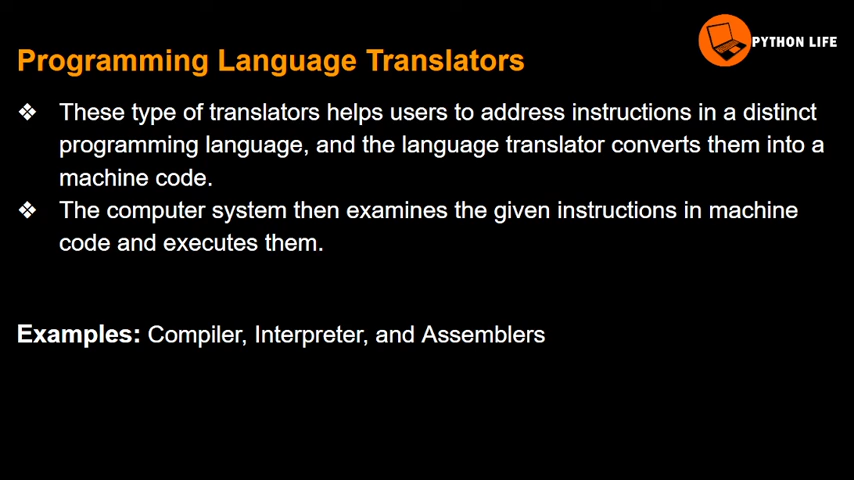 PYTHON LIFE
Programming Language Translators
❖ These type of translators helps users to address instructions in a distinct
programming language, and the language translator converts them into a
machine code.
❖ The computer system then examines the given instructions in machine
code and executes them.
Examples: Compiler, Interpreter, and Assemblers